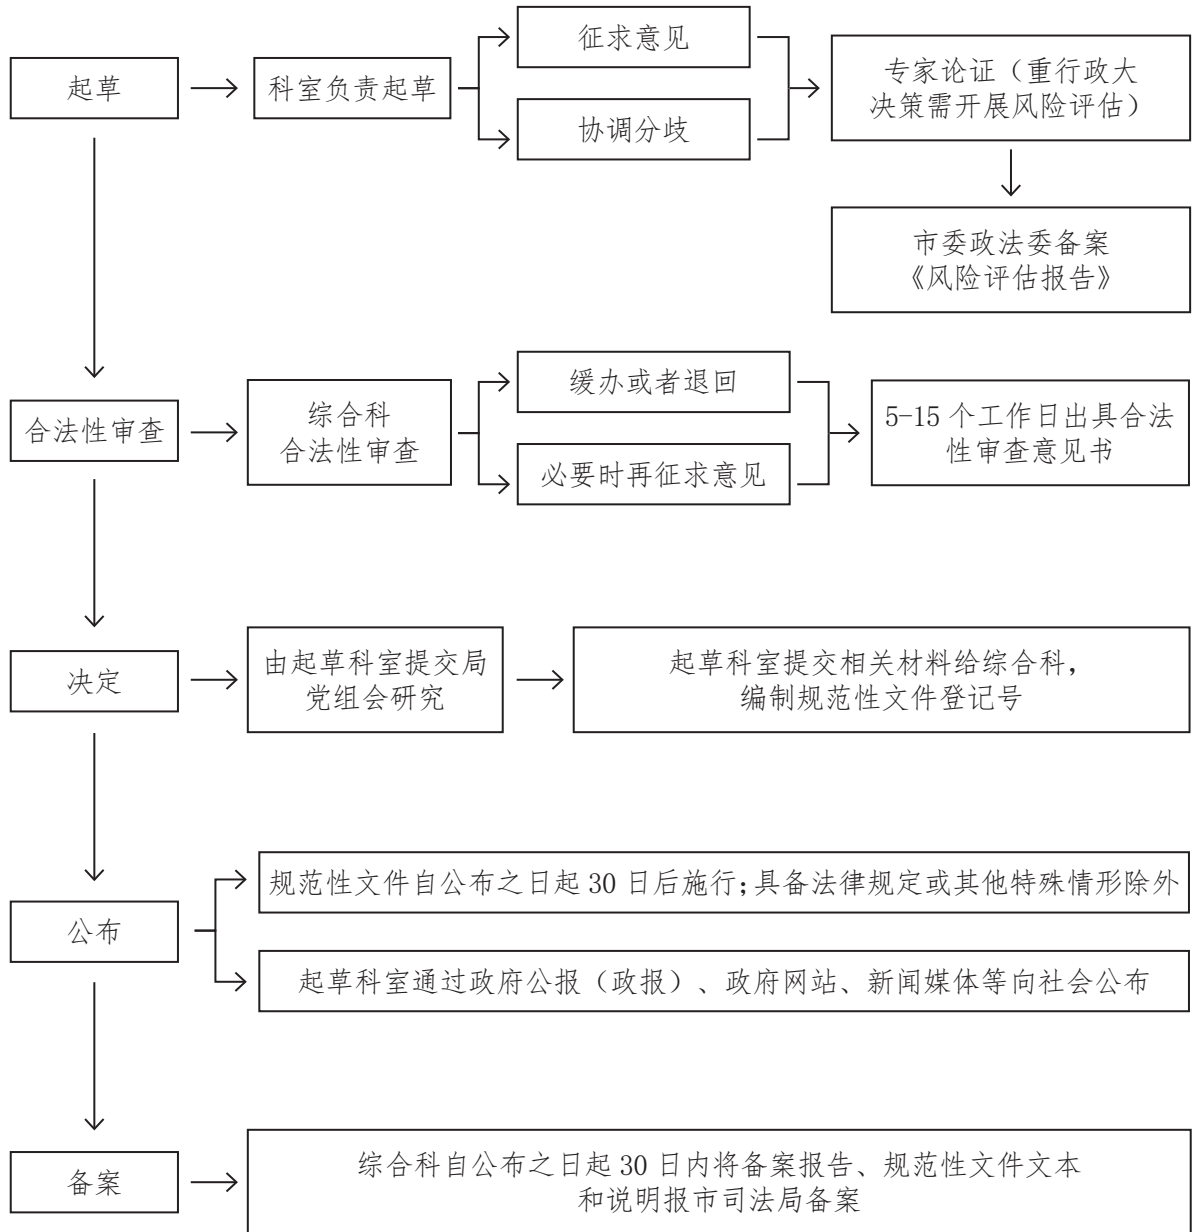 起草
科室负责起草
征求意见
协调分歧
专家论证（重行政大
决策需开展风险评估）
市委政法委备案
《风险评估报告》
合法性审查
综合科
合法性审查
缓办或者退回
必要时再征求意见
5-15 个工作日出具合法
性审查意见书
决定
由起草科室提交局
党组会研究
起草科室提交相关材料给综合科，
编制规范性文件登记号
公布
规范性文件自公布之日起 30 日后施行；具备法律规定或其他特殊情形除外
起草科室通过政府公报（政报）、政府网站、新闻媒体等向社会公布
备案
综合科自公布之日起 30 日内将备案报告、规范性文件文本
和说明报市司法局备案